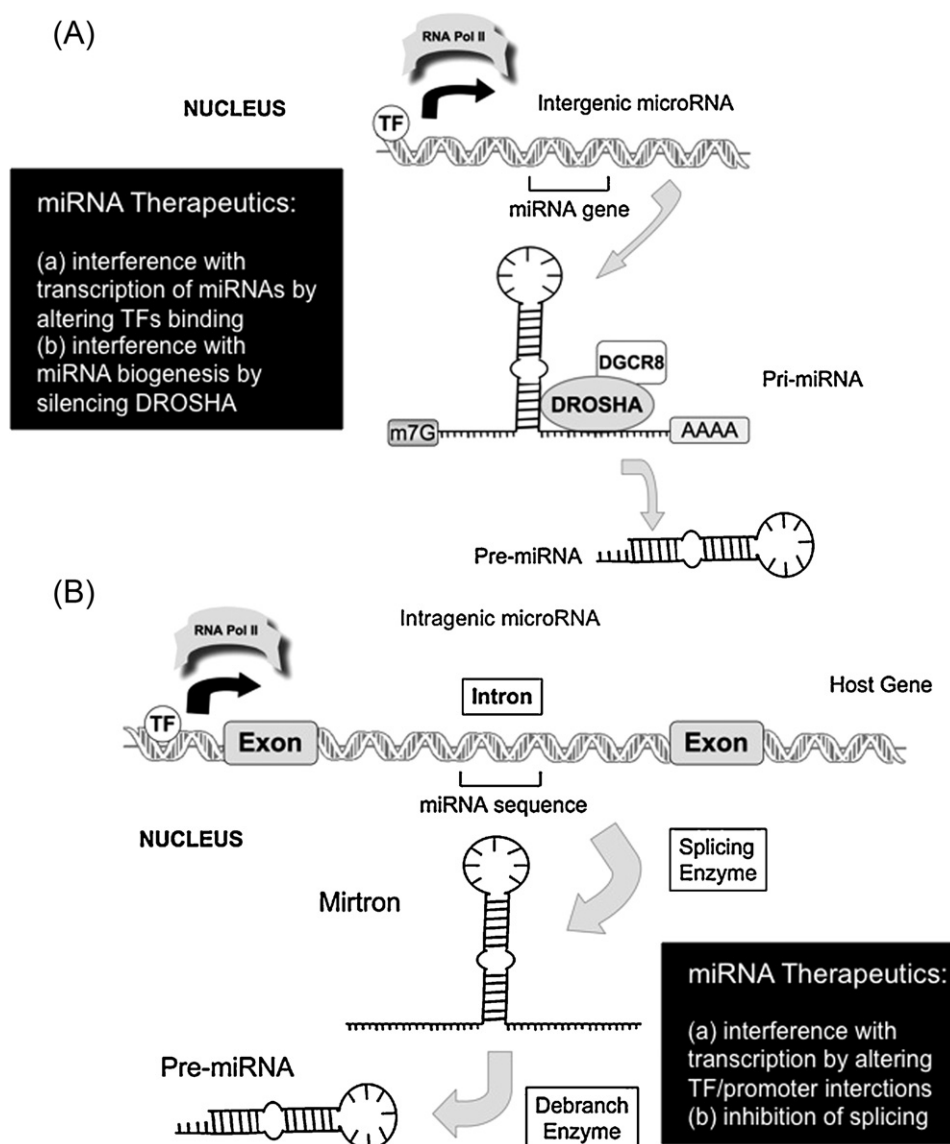 (A)
RNA Pol II
NUCLEUS
Intergenic microRNA
TF
miRNA gene
miRNA Therapeutics:
(a) interference with
transcription of miRNAs by
altering TFs binding
(b) interference with
miRNA biogenesis by
silencing DROSHA
DGCR8
Pri-miRNA
DROSHA
m7G
AAAA
Pre-miRNA
(B)
Intragenic microRNA
RNA Pol II
Host Gene
Intron
TF
Exon
Exon
miRNA sequence
NUCLEUS
Splicing
Enzyme
Mirtron
miRNA Therapeutics:
(a) interference with
transcription by altering
TF/promoter interctions
(b) inhibition of splicing
Pre-miRNA
Debranch
Enzyme